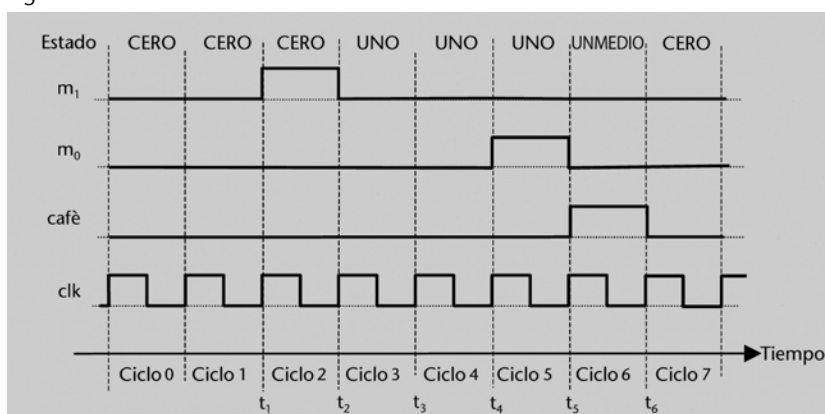 Estado CERO CERO CERO UNO UNO UNO UNMEDIO CERO
m1
m0
cafè
clk
Tiempo
Ciclo 0 Ciclo 1 Ciclo 2 Ciclo 3 Ciclo 4 Ciclo 5 Ciclo 6 Ciclo 7
t1 t2 t3 t4 t5 t6